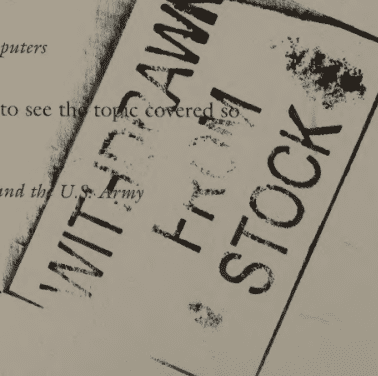 puters
to see the topic covered so
and the U.S. Army
WITHDRAWN
FROM
STOCK